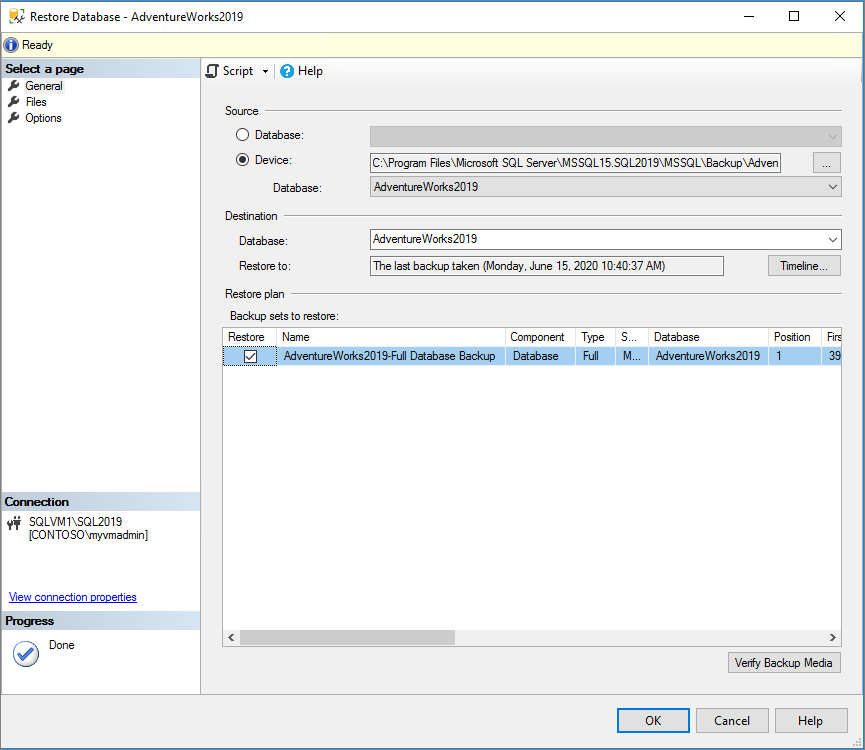 Restore Database - AdventureWorks2019
Ready
Select a page
General
Files
Options
Script
Help
Source
Database:
Device:
C:\Program Files\Microsoft SQL Server\MSSQL15.SQL2019\MSSQL\Backup\Adven
...
Database:
AdventureWorks2019
Destination
Database:
AdventureWorks2019
Restore to:
The last backup taken (Monday, June 15, 2020 10:40:37 AM)
Timeline...
Restore plan
Backup sets to restore:
Restore Name Component Type S... Database Position Firs
AdventureWorks2019-Full Database Backup Database Full M... AdventureWorks2019 1 39
Connection
SQLVM1\SQL2019
[CONTOSO\myvmadmin]
View connection properties
Progress
Done
Verify Backup Media
OK
Cancel
Help